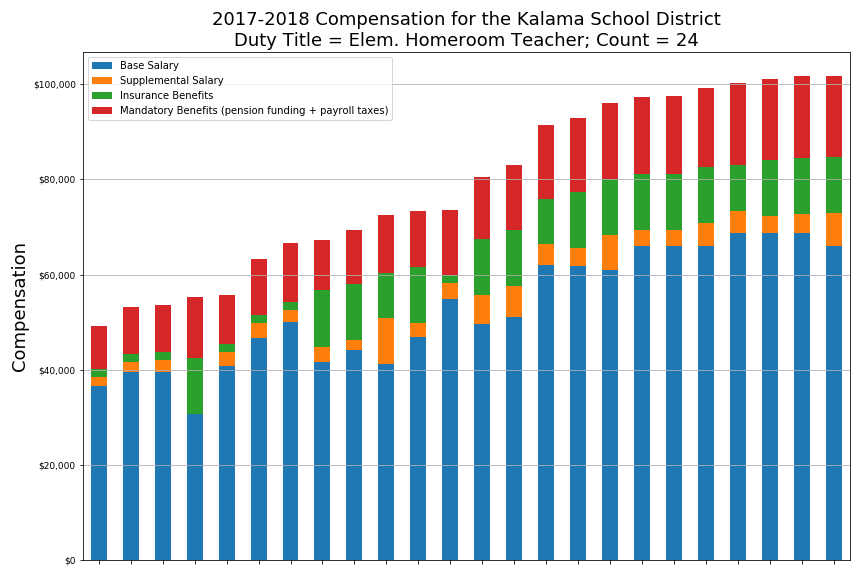 2017-2018 Compensation for the Kalama School District
Duty Title = Elem. Homeroom Teacher; Count = 24
Base Salary
Supplemental Salary
Insurance Benefits
Mandatory Benefits (pension funding + payroll taxes)
$100,000
$80,000
$60,000
$40,000
$20,000
$0
Compensation